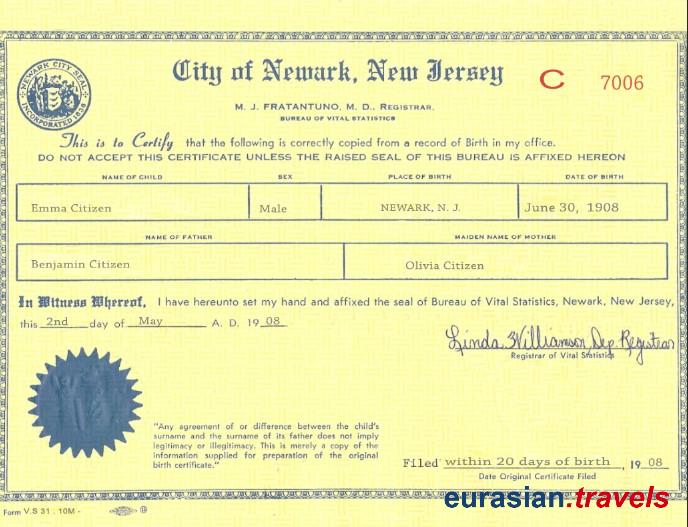 City of Newark, New Jersey
C 7006
NEWARK CITY SEAL
INCORPORATED 1836
M. J. FRATANTUNO, M. D., REGISTRAR.
BUREAU OF VITAL STATISTICS
This is to Certify that the following is correctly copied from a record of Birth in my office.
DO NOT ACCEPT THIS CERTIFICATE UNLESS THE RAISED SEAL OF THIS BUREAU IS AFFIXED HEREON
NAME OF CHILD SEX PLACE OF BIRTH DATE OF BIRTH
Emma Citizen Male NEWARK, N. J. June 30, 1908
NAME OF FATHER MAIDEN NAME OF MOTHER
Benjamin Citizen Olivia Citizen
In Witness Whereof, I have hereunto set my hand and affixed the seal of Bureau of Vital Statistics, Newark, New Jersey,
this 2nd day of May A. D. 19 08
Linda Williamson, Dep. Registrar
Registrar of Vital Statistics
"Any agreement of or difference between the child's
surname and the surname of its father does not imply
legitimacy or illegitimacy. This is merely a copy of the
information supplied for preparation of the original
birth certificate."
Filed within 20 days of birth, 19 08
Date Original Certificate Filed
Form V.S 31 . 10M -
eurasian.travels